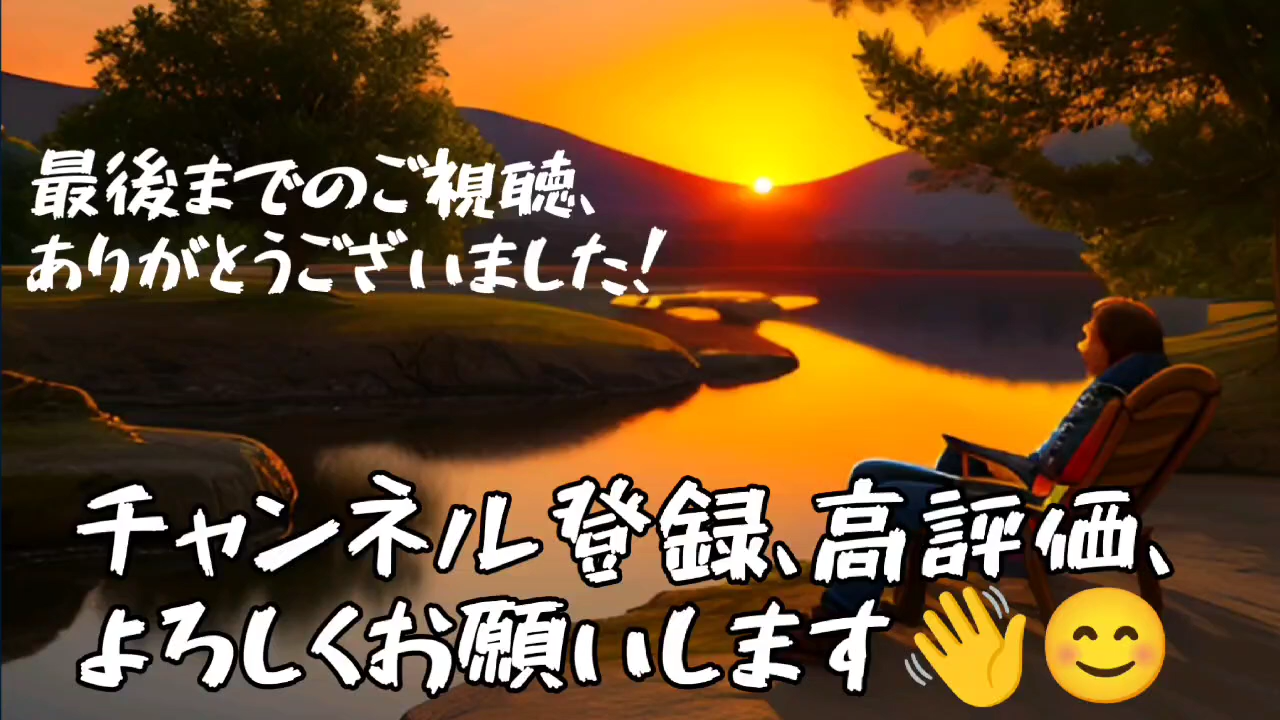 最後までのご視聴、
ありがとうございました!
チャンネル登録、高評価、
よろしくお願いします👋😊